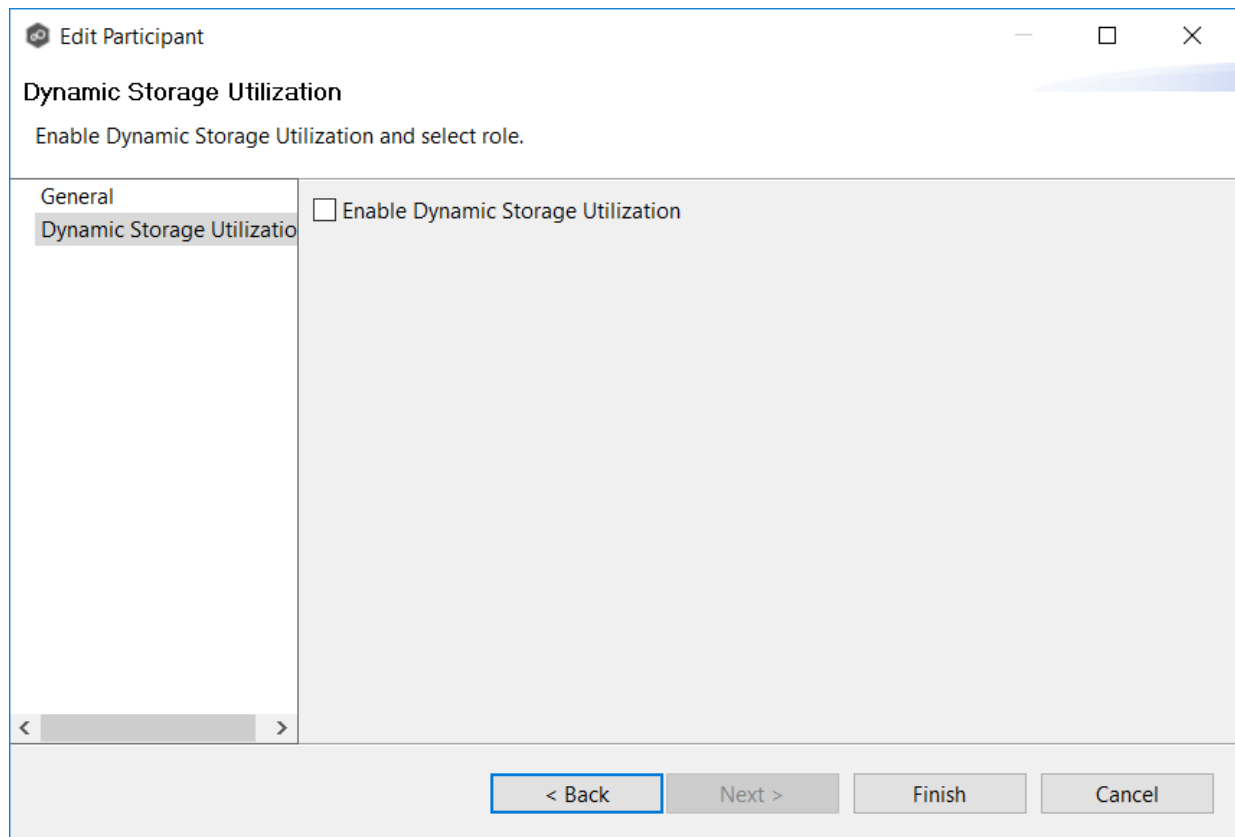 Edit Participant
Dynamic Storage Utilization
Enable Dynamic Storage Utilization and select role.
General
Dynamic Storage Utilizatio
Enable Dynamic Storage Utilization
< Back
Next >
Finish
Cancel